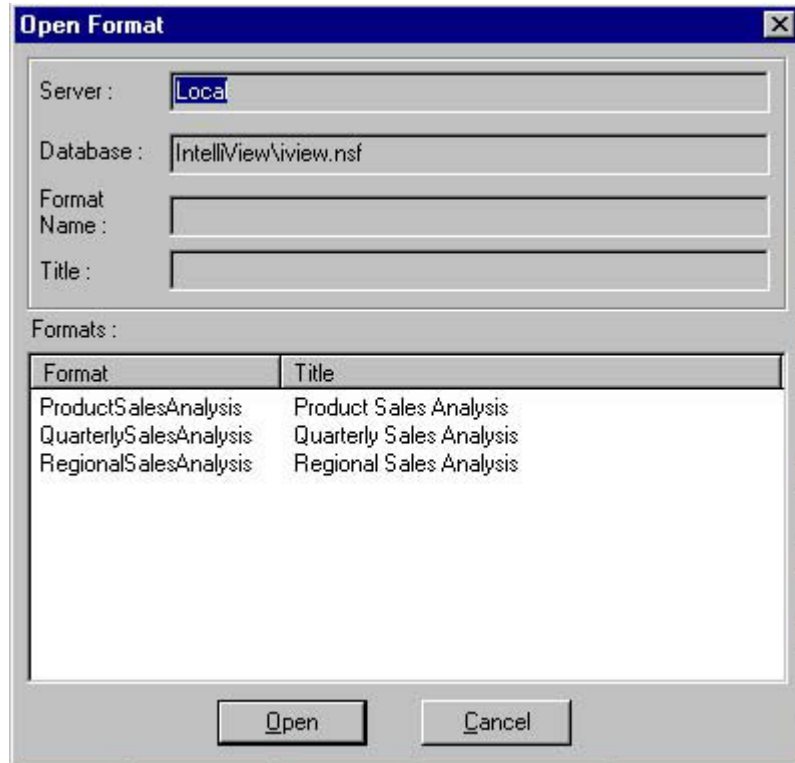 Open Format
Server :
Local
Database :
IntelliView\iview.nsf
Format
Name :
Title :
Formats :
Format Title
ProductSalesAnalysis Product Sales Analysis
QuarterlySalesAnalysis Quarterly Sales Analysis
RegionalSalesAnalysis Regional Sales Analysis
Open Cancel